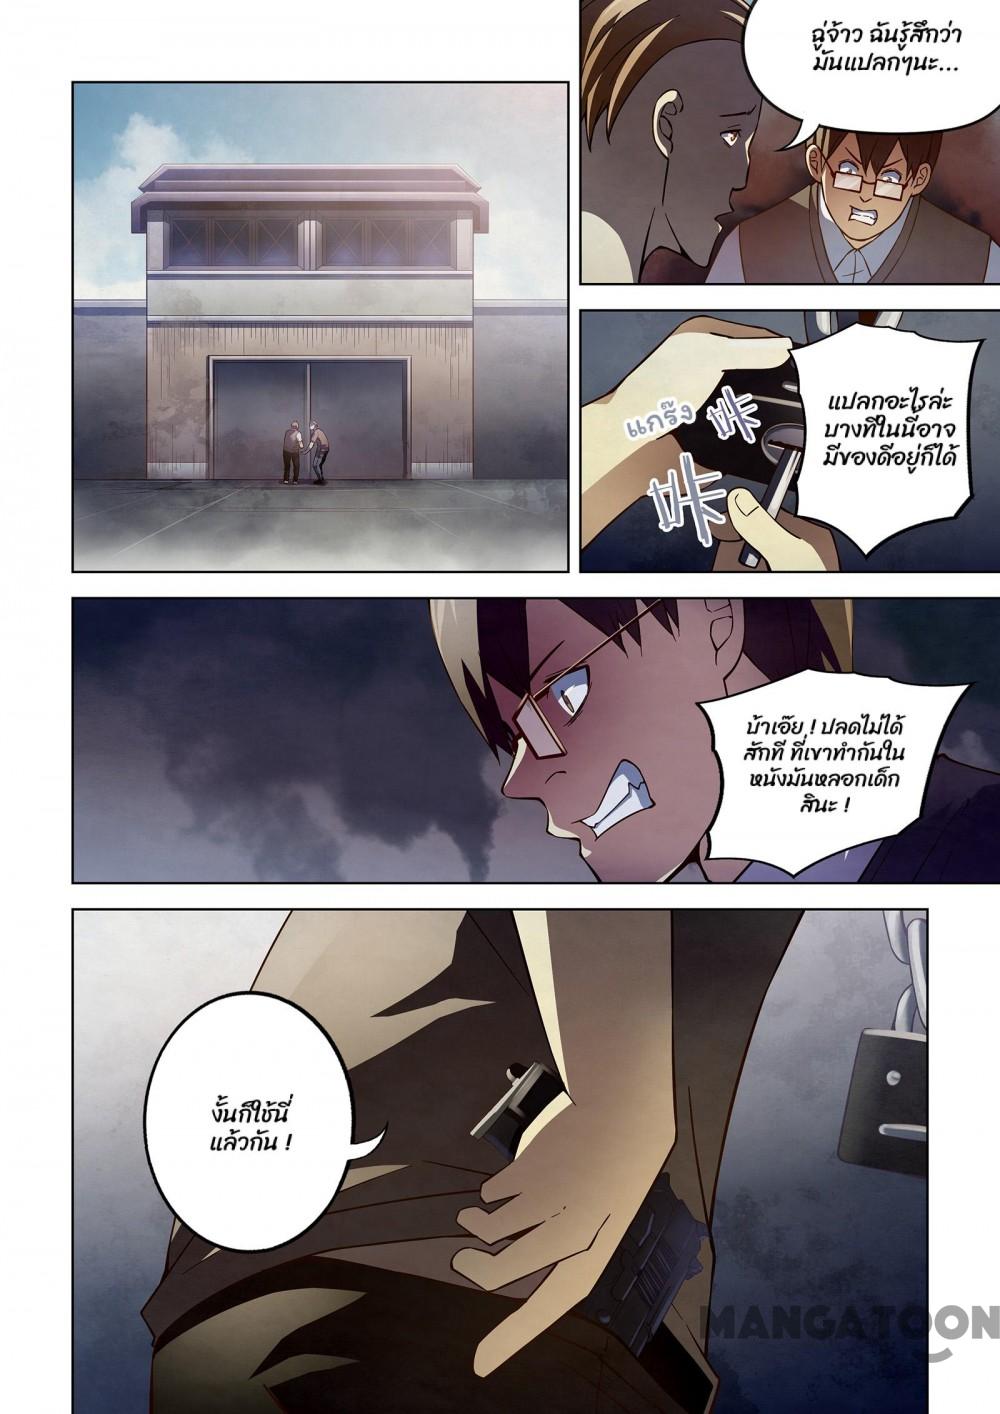 ฉู่จ้าว ฉันรู้สึกว่า
มันแปลกๆนะ...
แปลกอะไรล่ะ
บางทีในนี้อาจ
มีของดีอยู่ก็ได้
แกร๊ง
咔
咔
บ้าเอ๊ย ! ปลดไม่ได้
สักที ที่เขาทำกันใน
หนังมันหลอกเด็ก
สินะ !
งั้นก็ใช้นี่
แล้วกัน !
MANGATOON